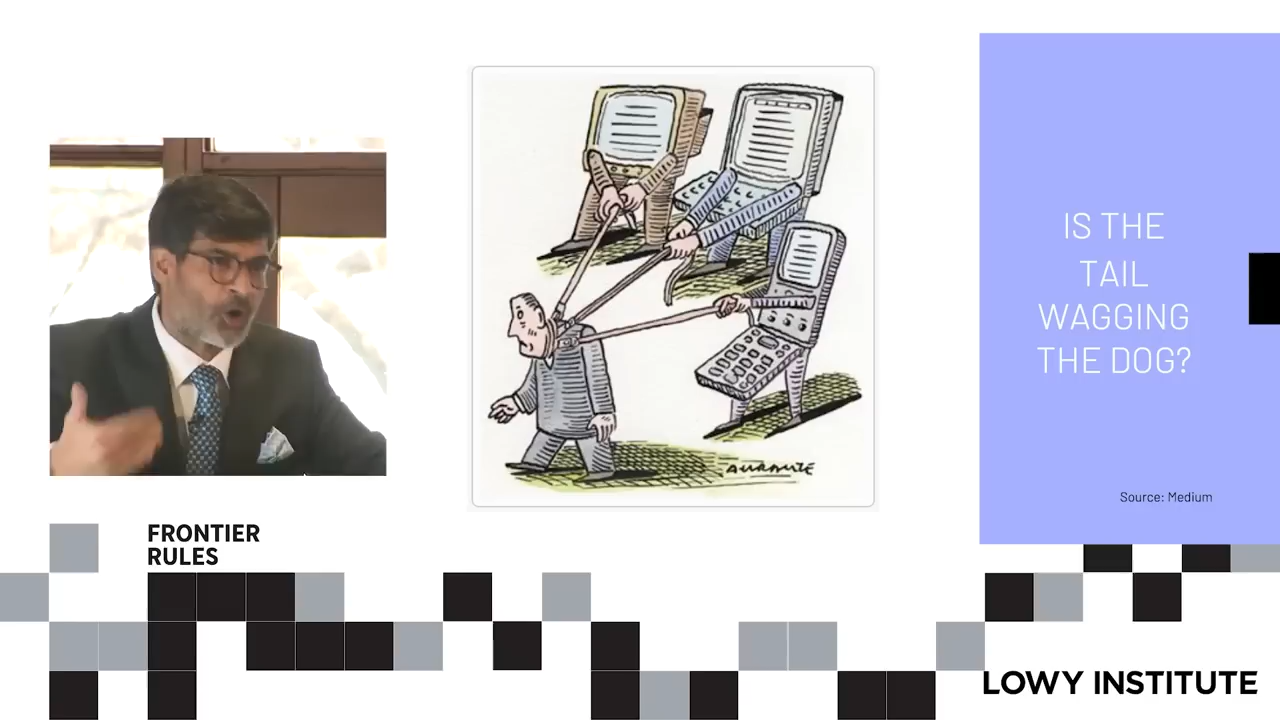 IS THE
TAIL
WAGGING
THE DOG?
Source: Medium
FRONTIER
RULES
LOWY INSTITUTE